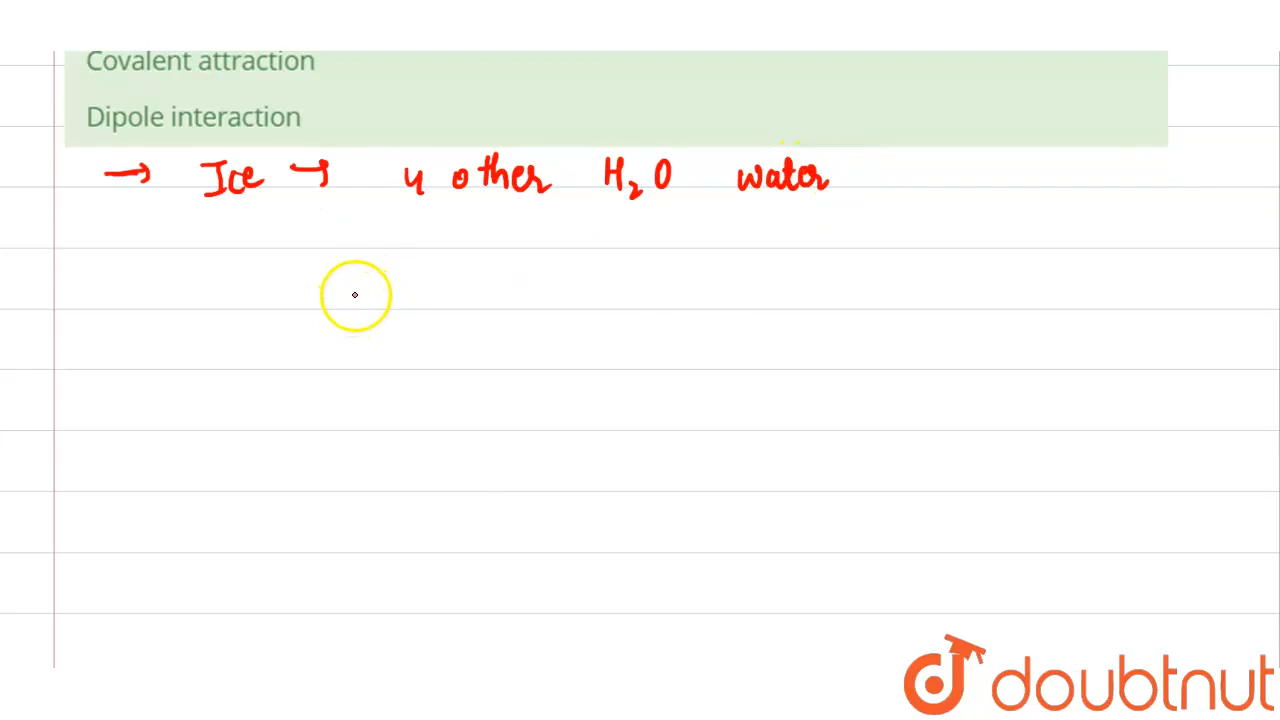 Covalent attraction
Dipole interaction
→ Ice → 4 other H₂O water
doubtnut